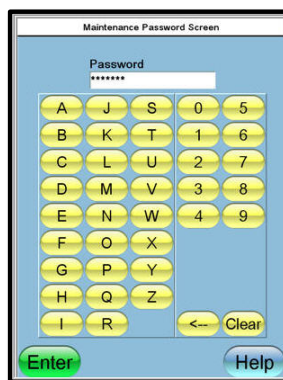 Maintenance Password Screen
Password
*******
A J S 0 5
B K T 1 6
C L U 2 7
D M V 3 8
E N W 4 9
F O X
G P Y
H Q Z
I R <-- Clear
Enter Help